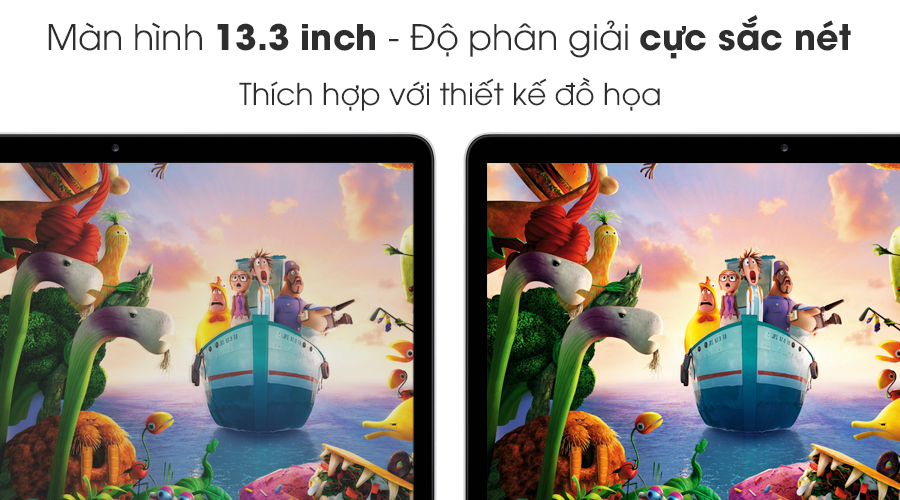 Màn hình 13.3 inch - Độ phân giải cực sắc nét
Thích hợp với thiết kế đồ họa